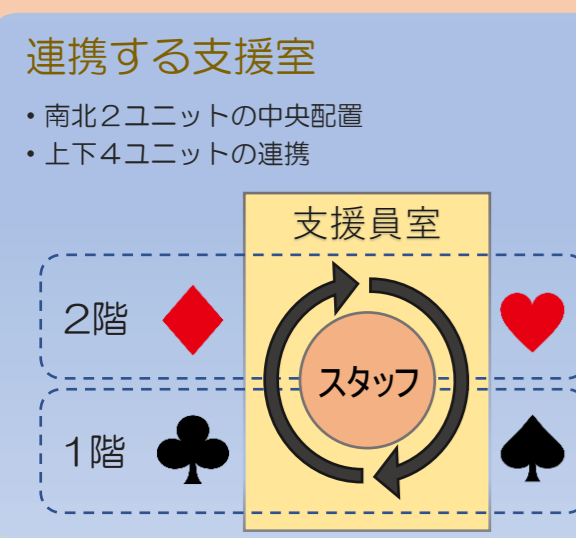 連携する支援室
・南北２ユニットの中央配置
・上下４ユニットの連携
支援員室
2階
スタッフ
1階